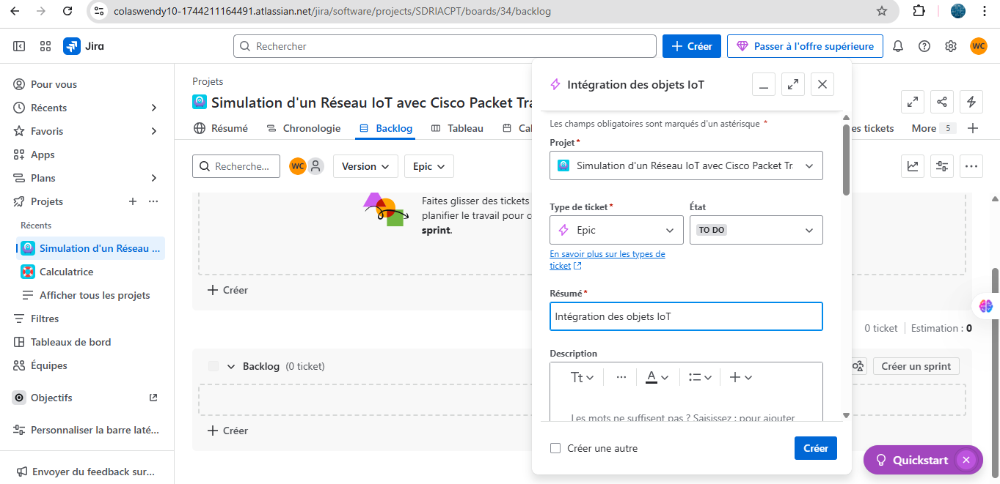 colaswendy10-1744211164491.atlassian.net/jira/software/projects/SDRIACPT/boards/34/backlog
Jira
Rechercher
Créer
Passer à l'offre supérieure
WC
Pour vous
Récents
Favoris
Apps
Plans
Projets
Récents
Simulation d'un Réseau ...
Calculatrice
Afficher tous les projets
Filtres
Tableaux de bord
Équipes
Objectifs
Personnaliser la barre laté...
Envoyer du feedback sur...
Projets
Simulation d'un Réseau IoT avec Cisco Packet Tra
Résumé
Chronologie
Backlog
Tableau
Cal
es tickets
More 5
Recherche...
WC
Version
Epic
Faites glisser des tickets
planifier le travail pour
sprint.
Créer
0 ticket
Estimation : 0
Backlog (0 ticket)
Créer un sprint
Créer
Intégration des objets IoT
Les champs obligatoires sont marqués d'un astérisque *
Projet *
Simulation d'un Réseau IoT avec Cisco Packet Tr
Type de ticket *
État
Epic
TO DO
En savoir plus sur les types de
ticket
Résumé *
Intégration des objets IoT
Description
Tt
A
Les mots ne suffisent pas ? Saisissez : pour ajouter
Créer une autre
Créer
Quickstart